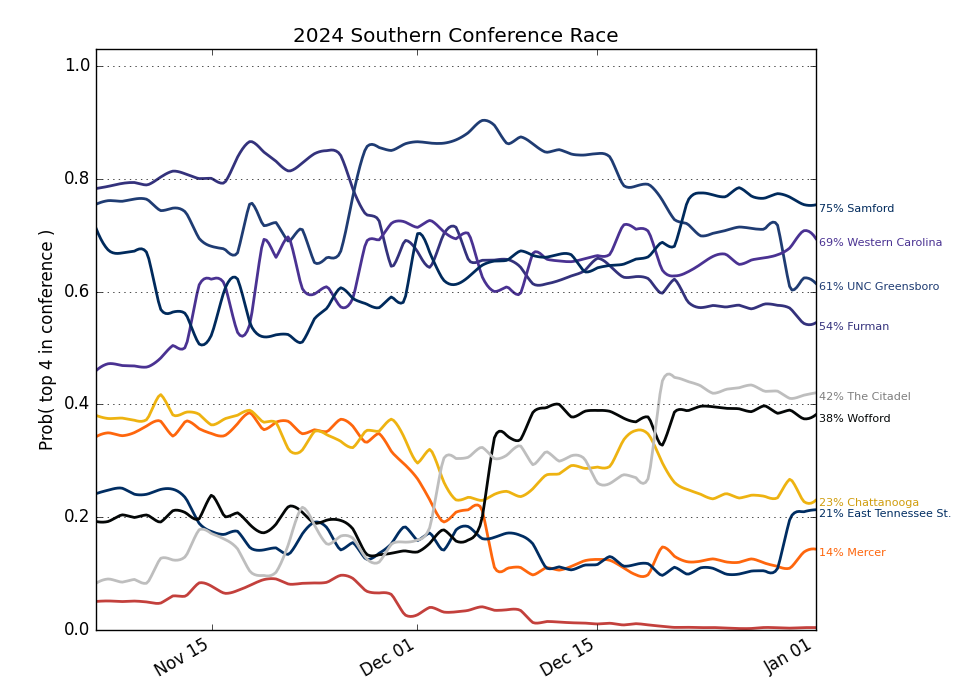 2024 Southern Conference Race
Prob( top 4 in conference )
1.0
0.8
0.6
0.4
0.2
0.0
Nov 15
Dec 01
Dec 15
Jan 01
75% Samford
69% Western Carolina
61% UNC Greensboro
54% Furman
42% The Citadel
38% Wofford
23% Chattanooga
21% East Tennessee St.
14% Mercer